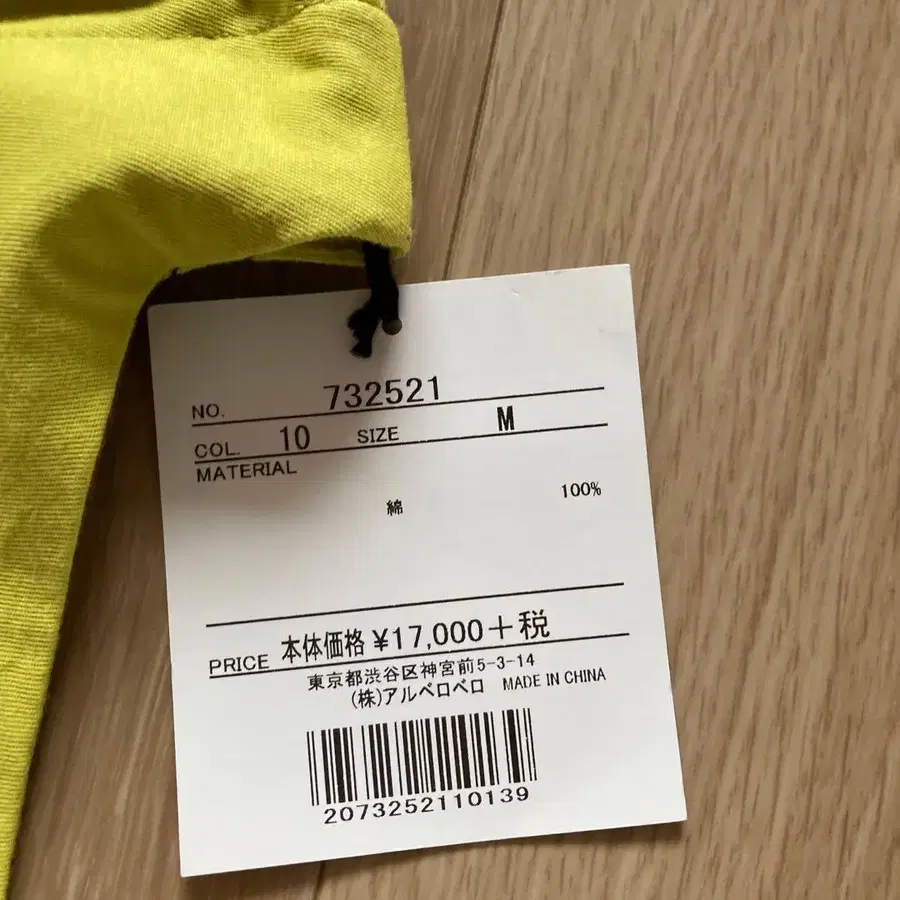 NO. 732521
COL. 10 SIZE M
MATERIAL
綿 100%
PRICE 本体価格 ¥17,000+税
東京都渋谷区神宮前5-3-14
(株)アルベロベロ MADE IN CHINA
2073252110139